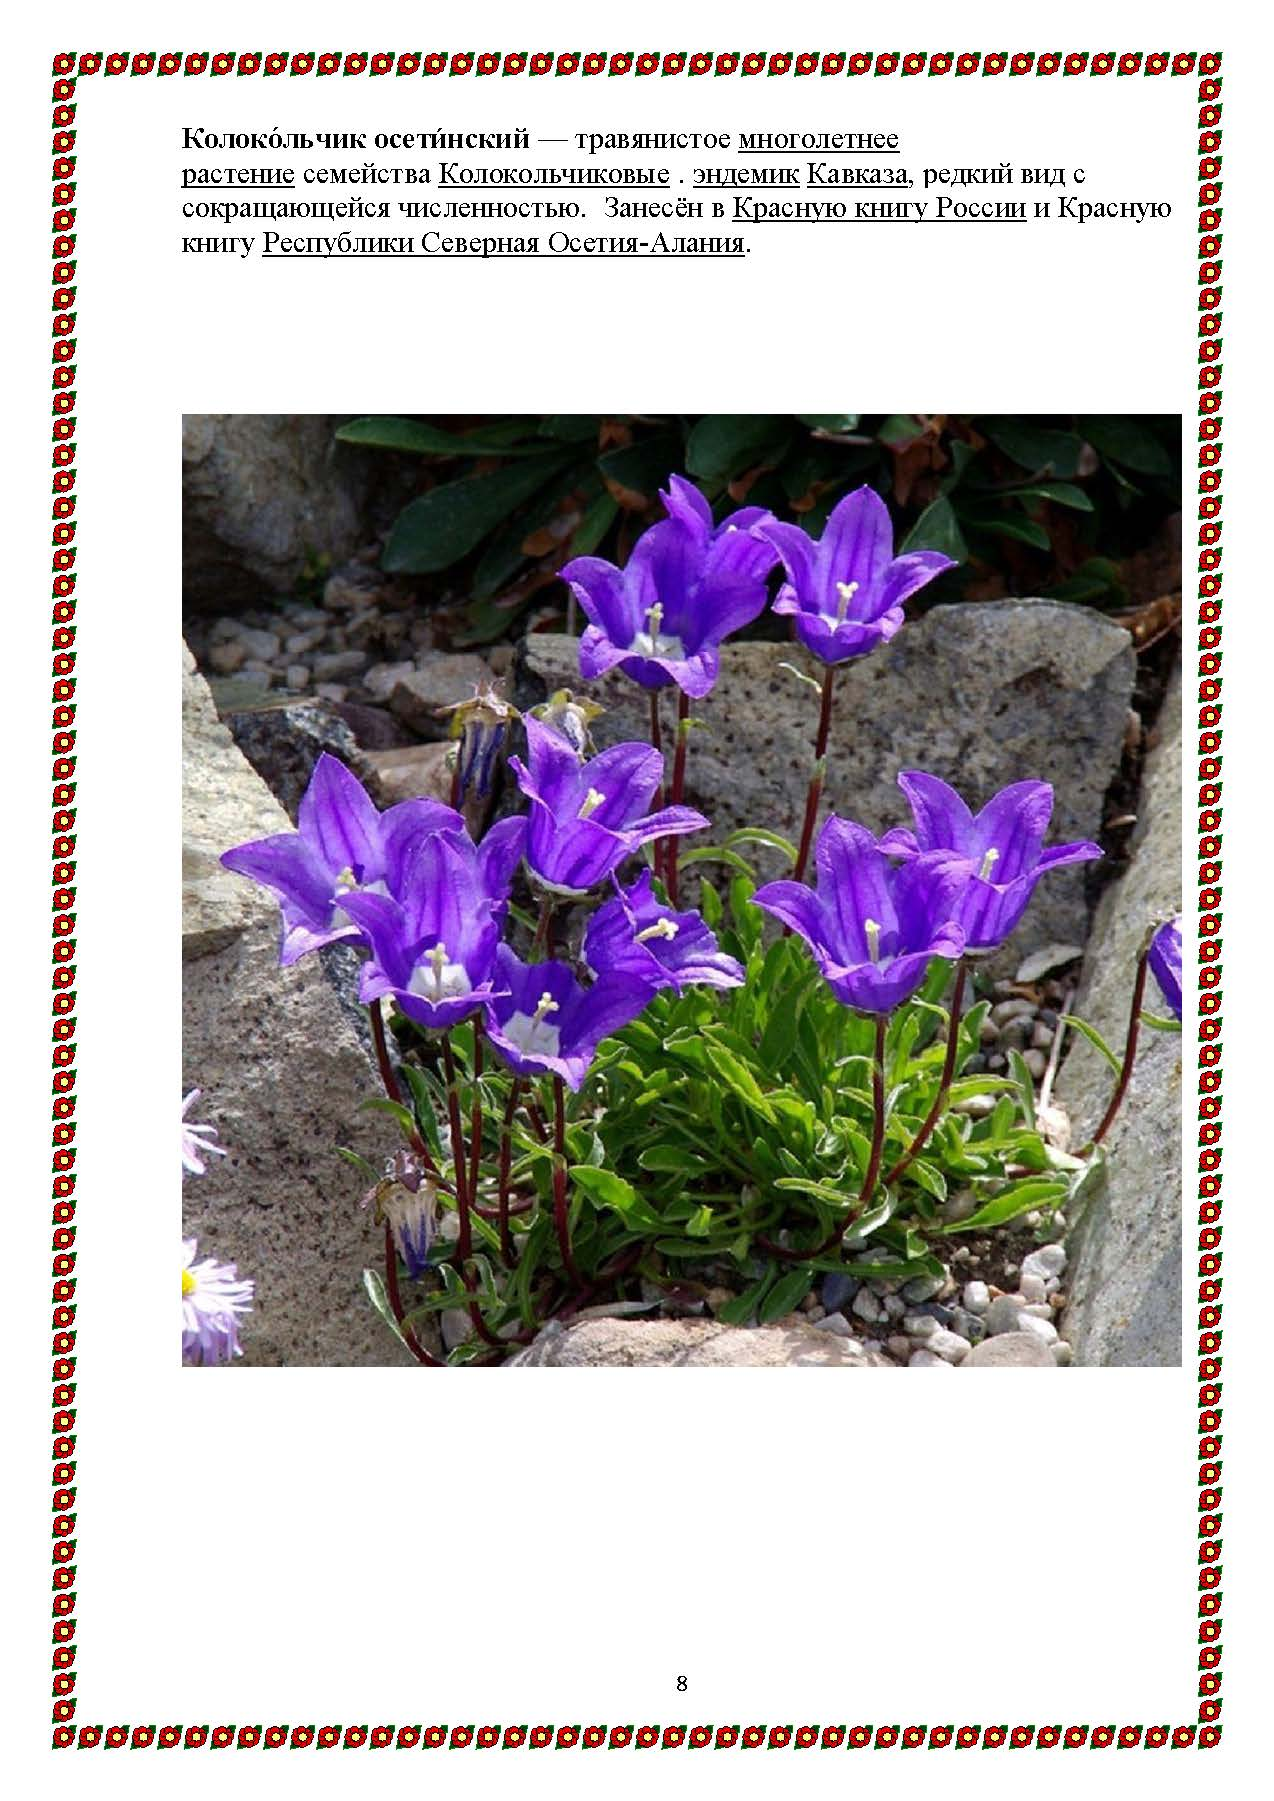 Колоко́льчик осети́нский — травянистое многолетнее
растение семейства Колокольчиковые . эндемик Кавказа, редкий вид с
сокращающейся численностью.  Занесён в Красную книгу России и Красную
книгу Республики Северная Осетия-Алания.
8